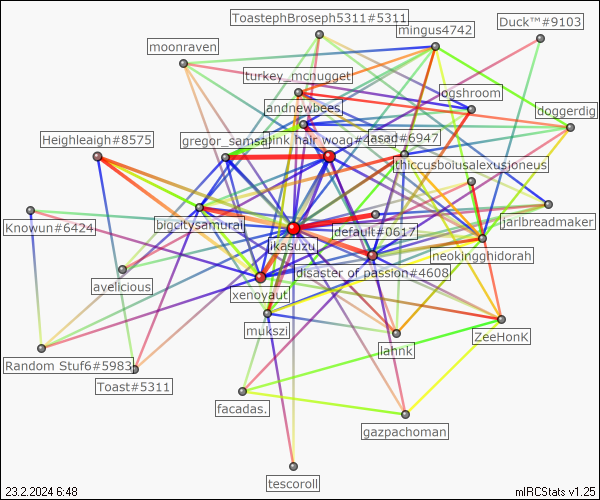 ToastephBroseph5311#5311
Duck™#9103
mingus4742
moonraven
turkey_mcnugget
ogshroom
andnewbees
doggerdig
Heighleaigh#8575
gregor_samsa
pink hair woag
asad#6947
thiccusboiusalexusioneus
Knowun#6424
bigcitysamurai
default#0617
jarlbreadmaker
ikasuzu
neokingghidorah
disaster of passion#4608
avelicious
xenoyaut
mukszi
ZeeHonK
lahnk
Random Stuf6#5983
Toast#5311
facadas.
gazpachoman
tescoroll
23.2.2024 6:48
mIRCStats v1.25